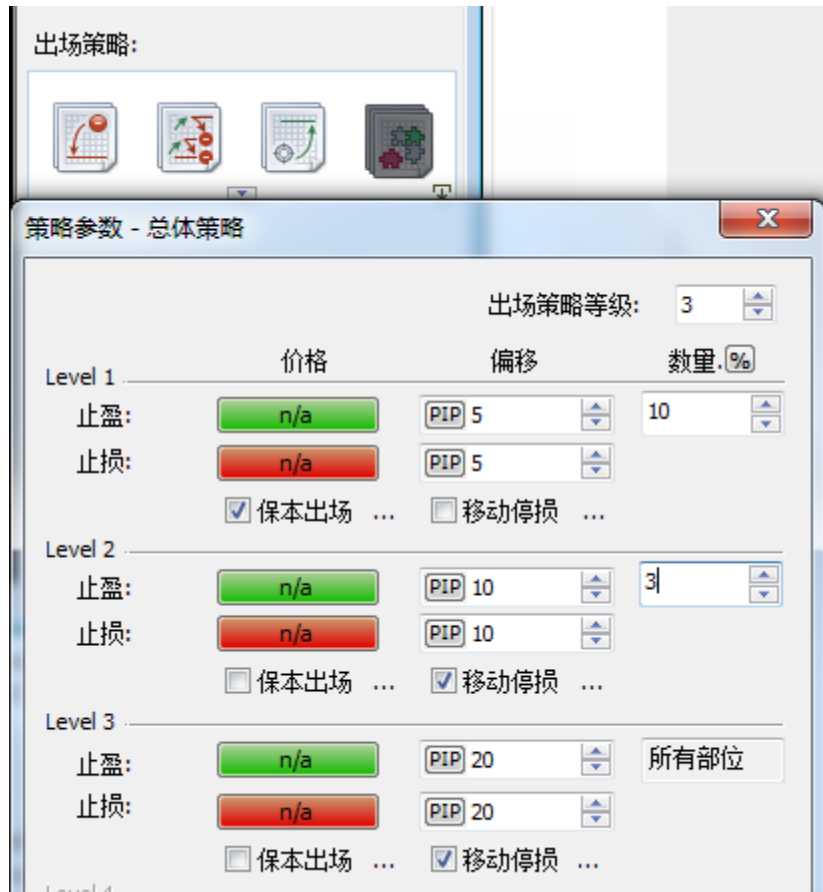 出场策略:
策略参数 - 总体策略
出场策略等级: 3
价格 偏移 数量. %
Level 1
止盈: n/a PIP 5 10
止损: n/a PIP 5
保本出场 ... 移动停损 ...
Level 2
止盈: n/a PIP 10 3
止损: n/a PIP 10
保本出场 ... 移动停损 ...
Level 3
止盈: n/a PIP 20 所有部位
止损: n/a PIP 20
保本出场 ... 移动停损 ...